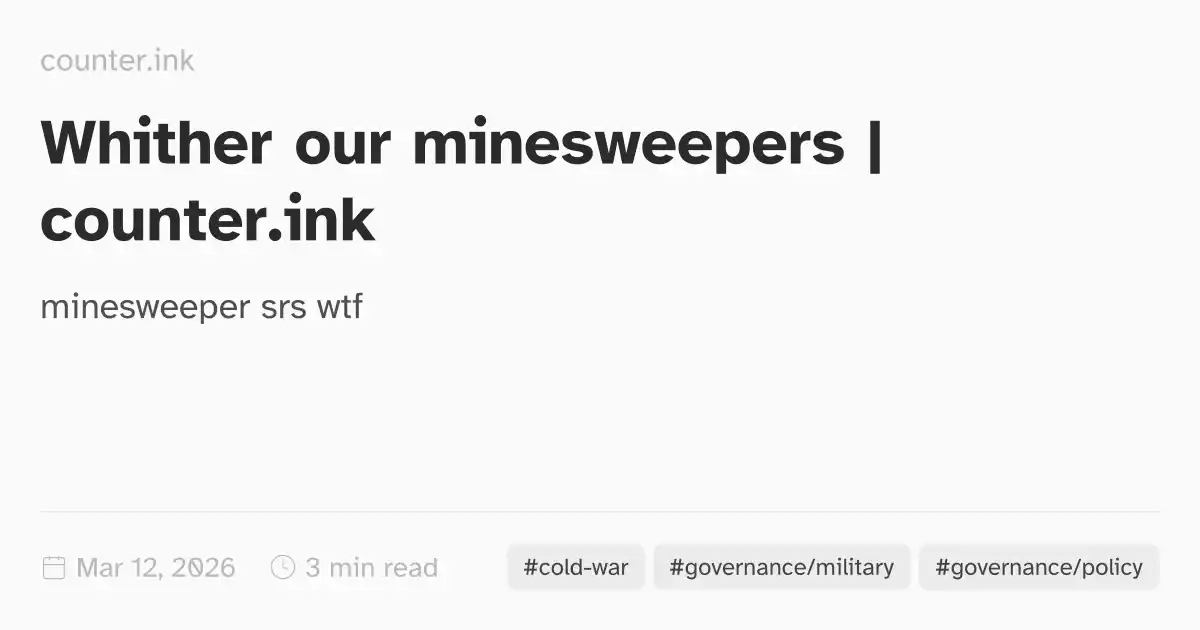 counter.ink
Whither our minesweepers |
counter.ink
minesweeper srs wtf
Mar 12, 2026 3 min read #cold-war #governance/military #governance/policy